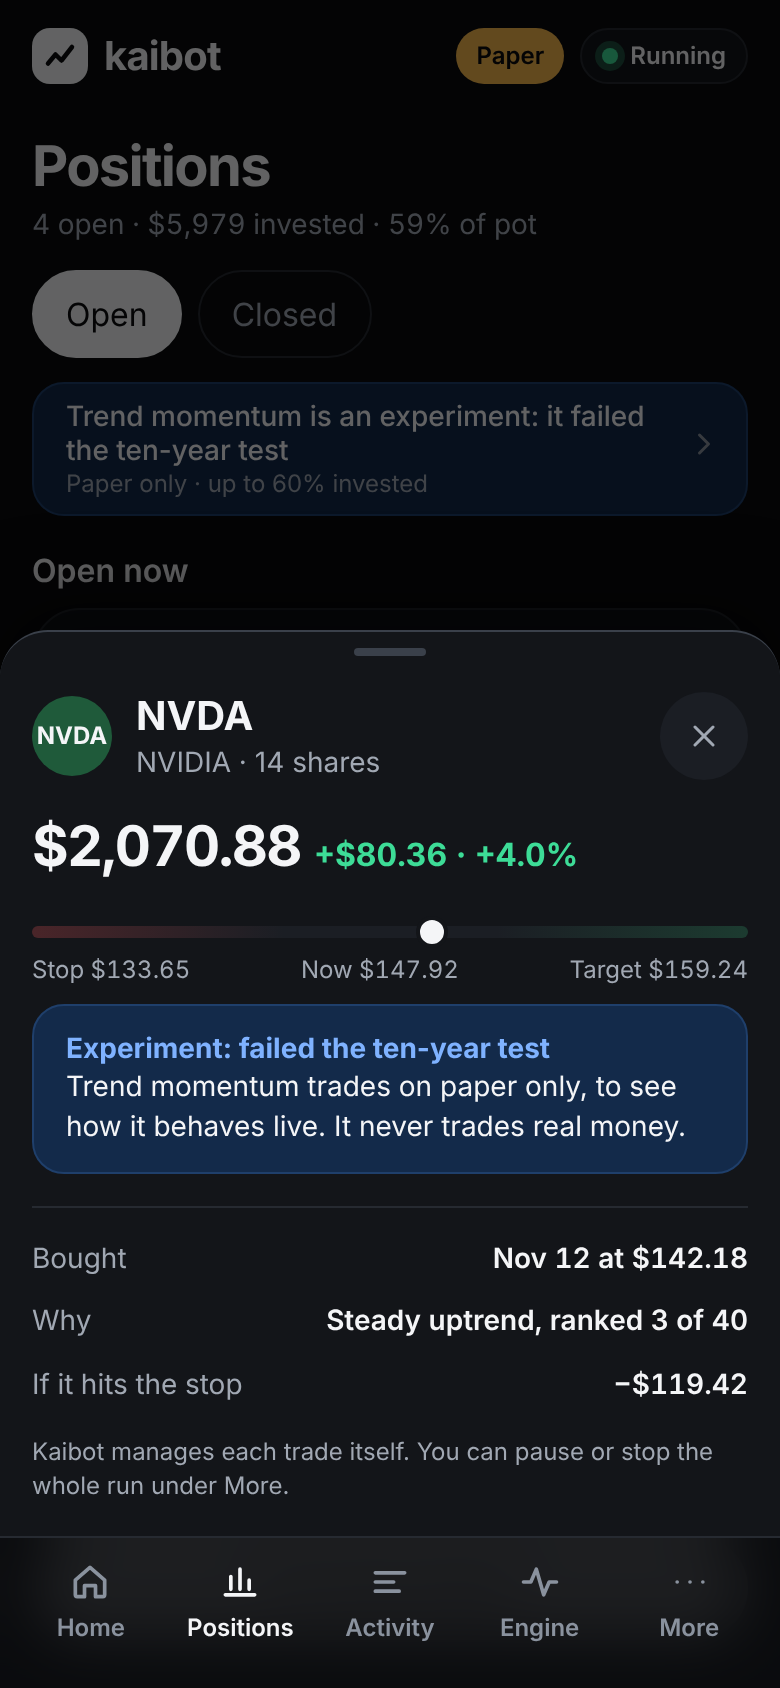 kaibot
Paper
Running
Positions
4 open · $5,979 invested · 59% of pot
Open
Closed
Trend momentum is an experiment: it failed
the ten-year test
Paper only · up to 60% invested
Open now
NVDA
NVDA
NVIDIA · 14 shares
$2,070.88 +$80.36 · +4.0%
Stop $133.65
Now $147.92
Target $159.24
Experiment: failed the ten-year test
Trend momentum trades on paper only, to see
how it behaves live. It never trades real money.
Bought
Nov 12 at $142.18
Why
Steady uptrend, ranked 3 of 40
If it hits the stop
−$119.42
Kaibot manages each trade itself. You can pause or stop the
whole run under More.
Home
Positions
Activity
Engine
More